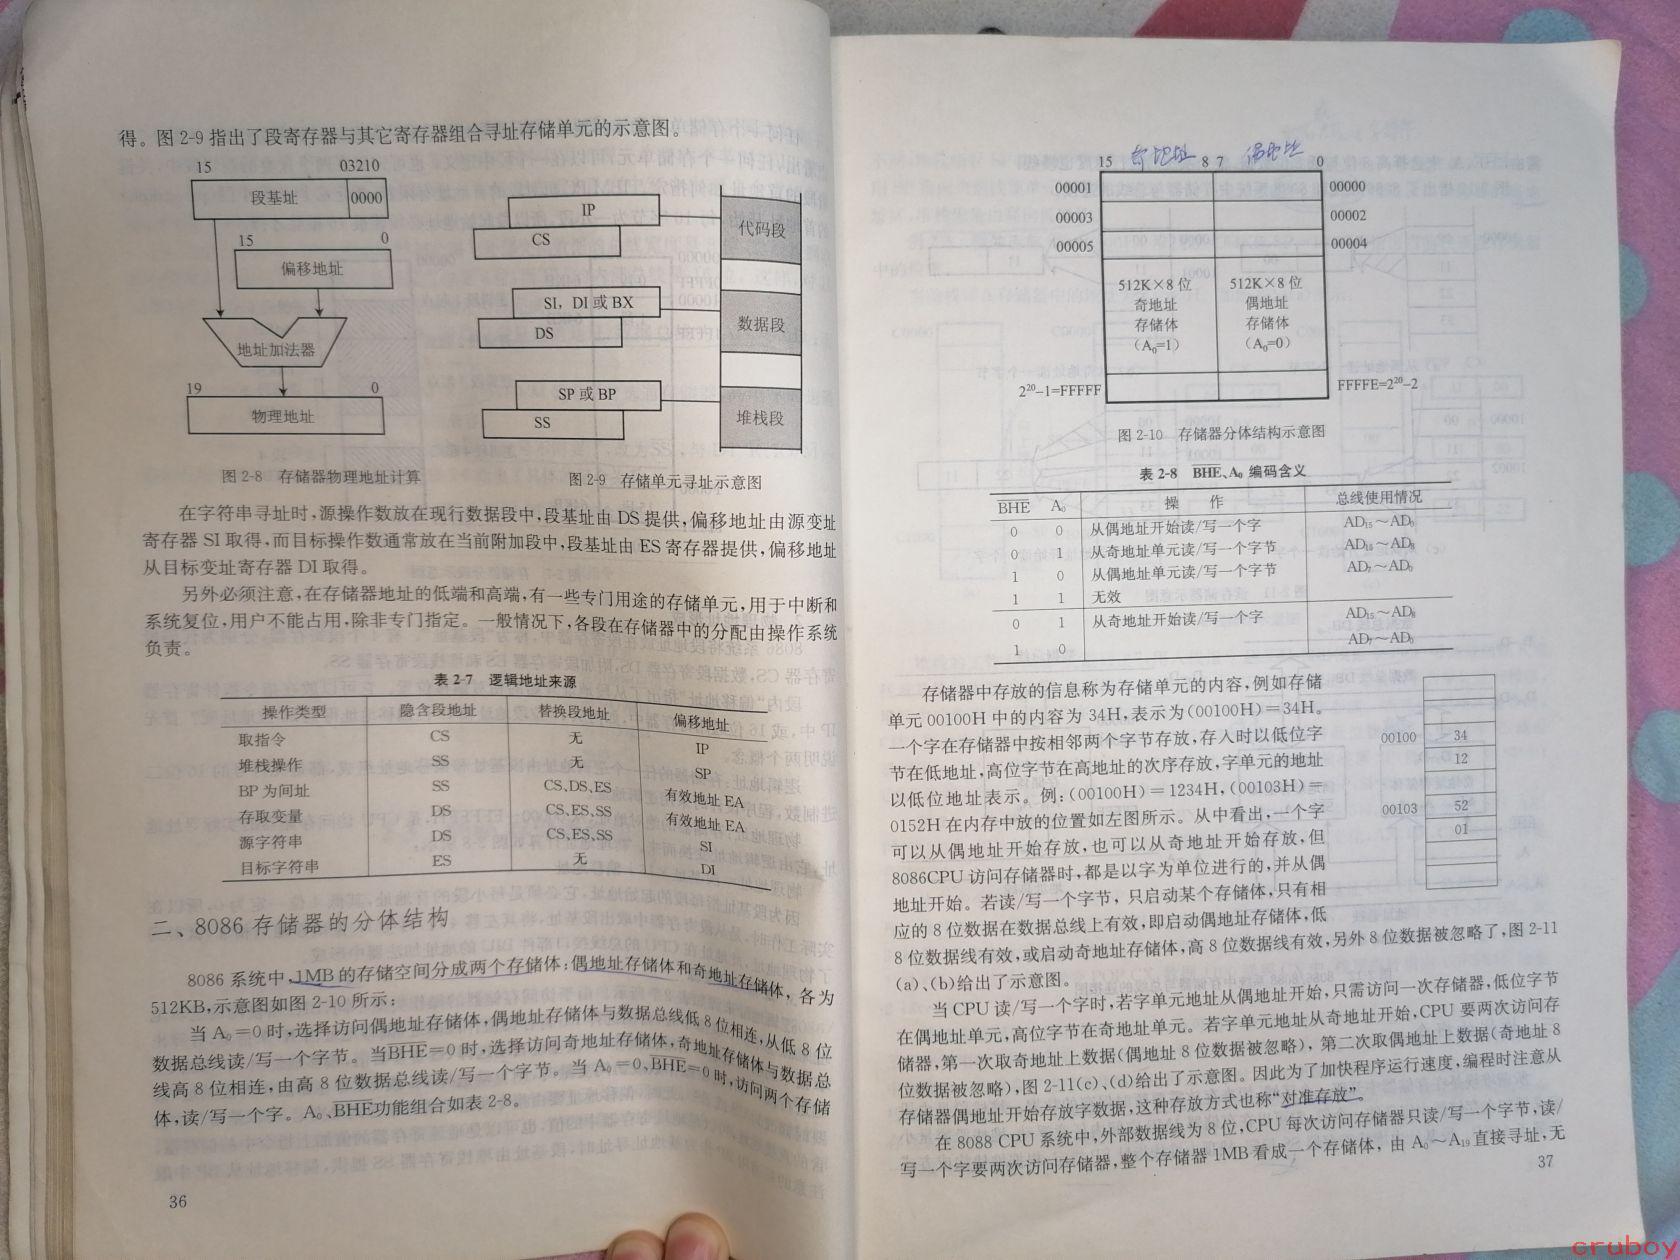 得。图 2-9 指出了段寄存器与其它寄存器组合寻址存储单元的示意图。
15 03210
段基址 0000
15 0
偏移地址
地址加法器
19 0
物理地址
图 2-8 存储器物理地址计算
IP
CS
代码段
SI，DI 或 BX
DS
数据段
SP 或 BP
SS
堆栈段
图 2-9 存储单元寻址示意图
在字符串寻址时,源操作数放在现行数据段中,段基址由 DS 提供,偏移地址由源变址
寄存器 SI 取得,而目标操作数通常放在当前附加段中,段基址由 ES 寄存器提供,偏移地址
从目标变址寄存器 DI 取得。
另外必须注意,在存储器地址的低端和高端,有一些专门用途的存储单元,用于中断和
系统复位,用户不能占用,除非专门指定。一般情况下,各段在存储器中的分配由操作系统
负责。
表 2-7 逻辑地址来源
操作类型 隐含段地址 替换段地址 偏移地址
取指令 CS 无 IP
堆栈操作 SS 无 SP
BP 为间址 SS CS、DS、ES 有效地址 EA
存取变量 DS CS、ES、SS 有效地址 EA
源字符串 DS CS、ES、SS SI
目标字符串 ES 无 DI
二、8086 存储器的分体结构
8086 系统中,1MB 的存储空间分成两个存储体:偶地址存储体和奇地址存储体，各为
512KB,示意图如图 2-10 所示:
当 A₀=0 时,选择访问偶地址存储体,偶地址存储体与数据总线低 8 位相连,从低 8 位
数据总线读/写一个字节。当B̅H̅E̅=0 时,选择访问奇地址存储体,奇地址存储体与数据总
线高 8 位相连,由高 8 位数据总线读/写一个字节。当 A₀=0、B̅H̅E̅=0 时,访问两个存储
体,读/写一个字。A₀、B̅H̅E̅功能组合如表 2-8。
36
15 奇地址 8 7 偶地址 0
00001 00000
00003 00002
00005 00004
512K×8 位 512K×8 位
奇地址 偶地址
存储体 存储体
（A₀=1） （A₀=0）
2²⁰−1=FFFFF FFFFE=2²⁰−2
图 2-10 存储器分体结构示意图
表 2-8 BHE、A₀ 编码含义
B̅H̅E̅ A₀ 操 作 总线使用情况
0 0 从偶地址开始读/写一个字 AD₁₅～AD₀
0 1 从奇地址单元读/写一个字节 AD₁₅～AD₈
1 0 从偶地址单元读/写一个字节 AD₇～AD₀
1 1 无效
0 1 从奇地址开始读/写一个字 AD₁₅～AD₈
1 0 AD₇～AD₀
存储器中存放的信息称为存储单元的内容,例如存储
单元 00100H 中的内容为 34H,表示为(00100H)=34H。
一个字在存储器中按相邻两个字节存放,存入时以低位字
节在低地址,高位字节在高地址的次序存放,字单元的地址
以低位地址表示。例:(00100H)=1234H,(00103H)=
0152H 在内存中放的位置如左图所示。从中看出,一个字
可以从偶地址开始存放,也可以从奇地址开始存放,但
8086CPU 访问存储器时,都是以字为单位进行的,并从偶
地址开始。若读/写一个字节,只启动某个存储体,只有相
应的 8 位数据在数据总线上有效,即启动偶地址存储体,低
8 位数据线有效,或启动奇地址存储体,高 8 位数据线有效,另外 8 位数据被忽略了,图 2-11
(a)、(b)给出了示意图。
00100 34
12
00103 52
01
当 CPU 读/写一个字时,若字单元地址从偶地址开始,只需访问一次存储器,低位字节
在偶地址单元,高位字节在奇地址单元。若字单元地址从奇地址开始,CPU 要两次访问存
储器,第一次取奇地址上数据(偶地址 8 位数据被忽略)，第二次取偶地址上数据(奇地址 8
位数据被忽略),图 2-11(c)、(d)给出了示意图。因此为了加快程序运行速度,编程时注意从
存储器偶地址开始存放字数据,这种存放方式也称“对准存放”。
在 8088 CPU 系统中,外部数据线为 8 位,CPU 每次访问存储器只读/写一个字节,读/
写一个字要两次访问存储器,整个存储器 1MB 看成一个存储体，由 A₀～A₁₉直接寻址,无
37
cruboy